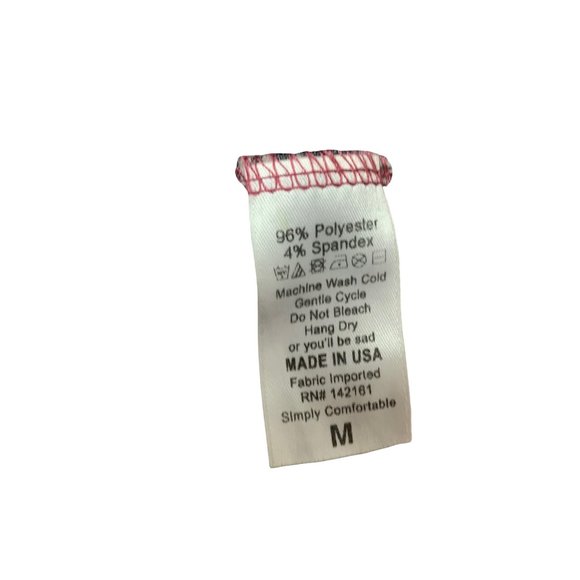 96% Polyester
4% Spandex
Machine Wash Cold
Gentle Cycle
Do Not Bleach
Hang Dry
or you'll be sad
MADE IN USA
Fabric Imported
RN# 142161
Simply Comfortable
M